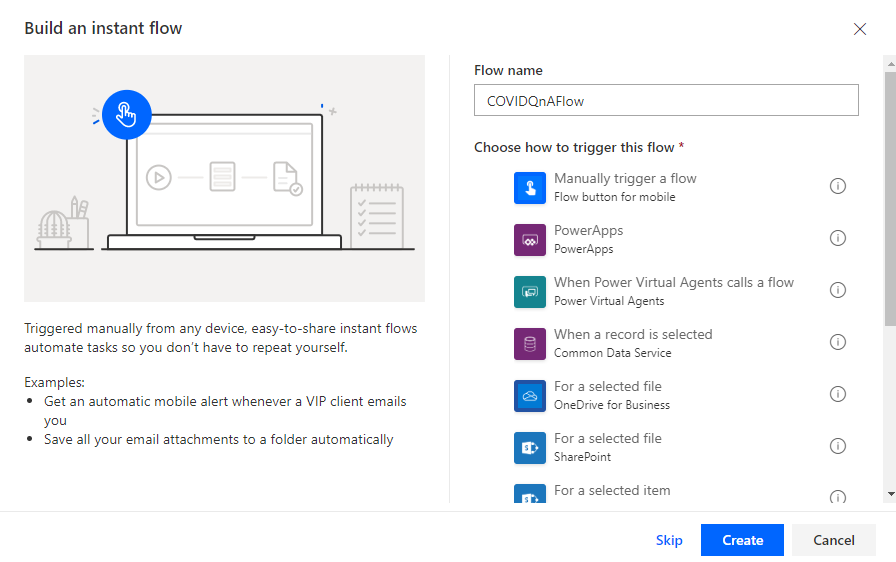 Build an instant flow
Triggered manually from any device, easy-to-share instant flows
automate tasks so you don't have to repeat yourself.
Examples:
Get an automatic mobile alert whenever a VIP client emails
you
Save all your email attachments to a folder automatically
Flow name
COVIDQnAFlow
Choose how to trigger this flow *
Manually trigger a flow
Flow button for mobile
PowerApps
PowerApps
When Power Virtual Agents calls a flow
Power Virtual Agents
When a record is selected
Common Data Service
For a selected file
OneDrive for Business
For a selected file
SharePoint
For a selected item
Skip
Create
Cancel